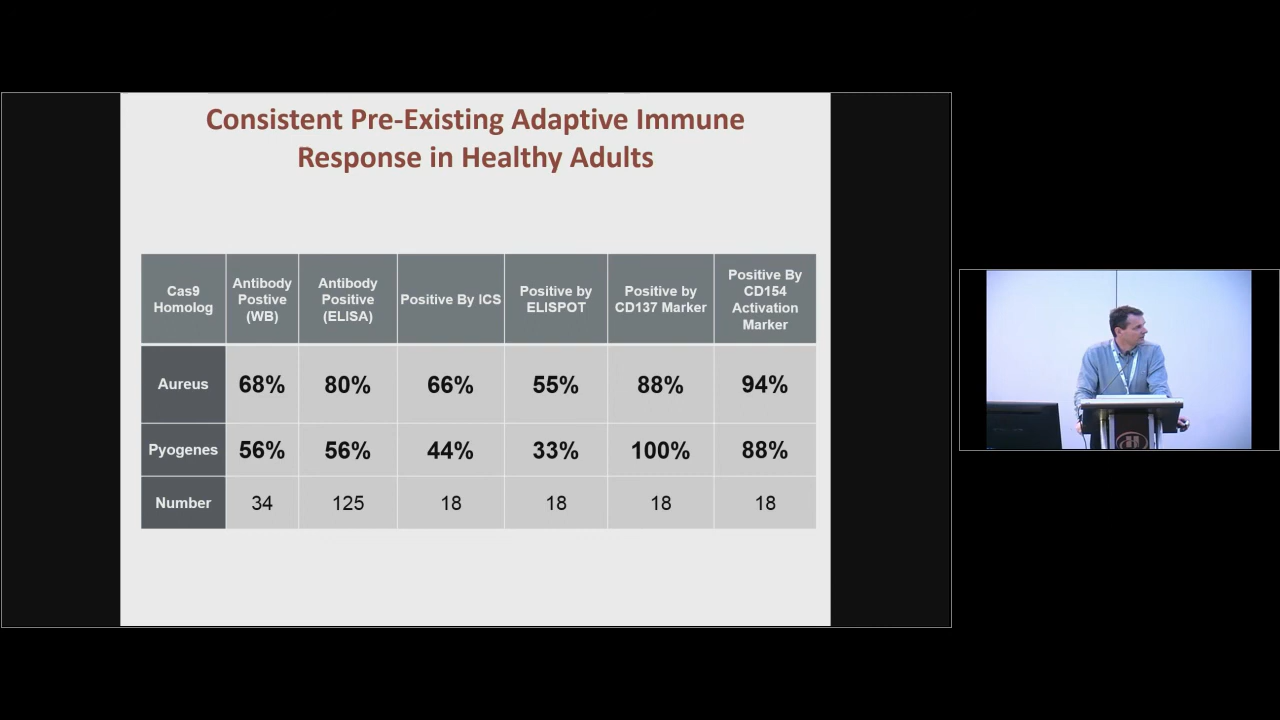 Consistent Pre-Existing Adaptive Immune
Response in Healthy Adults
Cas9
Homolog
Antibody
Postive
(WB)
Antibody
Positive
(ELISA)
Positive By ICS
Positive by
ELISPOT
Positive by
CD137 Marker
Positive By
CD154
Activation
Marker
Aureus
68%
80%
66%
55%
88%
94%
Pyogenes
56%
56%
44%
33%
100%
88%
Number
34
125
18
18
18
18